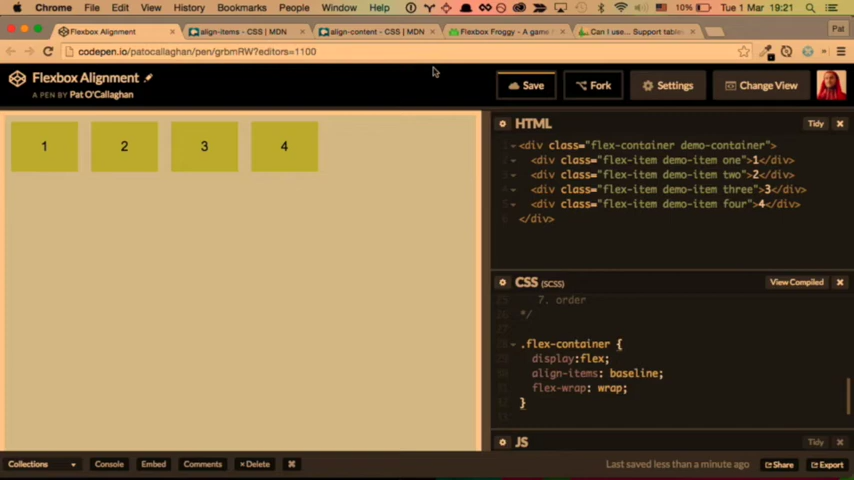 Chrome File Edit View History Bookmarks People Window Help 10% Tue 1 Mar 19:21
Flexbox Alignment
align-items - CSS | MDN
align-content - CSS | MDN
Flexbox Froggy - A game f
Can I use... Support table
Pat
codepen.io/patocallaghan/pen/grbmRW?editors=1100
Flexbox Alignment
A PEN BY Pat O'Callaghan
Save
Fork
Settings
Change View
1 2 3 4
HTML
Tidy
<div class="flex-container demo-container">
<div class="flex-item demo-item one">1</div>
<div class="flex-item demo-item two">2</div>
<div class="flex-item demo-item three">3</div>
<div class="flex-item demo-item four">4</div>
</div>
CSS (SCSS)
View Compiled
7. order
*/
.flex-container {
display:flex;
align-items: baseline;
flex-wrap: wrap;
}
JS
Tidy
Collections
Console
Embed
Comments
×Delete
⌘
Last saved less than a minute ago
Share
Export